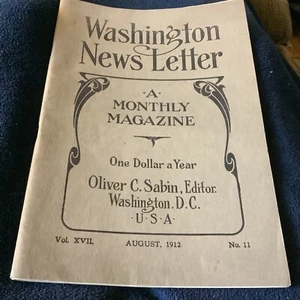 Washington
News Letter
·A·
MONTHLY
MAGAZINE
One Dollar a Year
Oliver C. Sabin, Editor.
Washington. D.C.
·U·S·A·
Vol. XVII. AUGUST, 1912 No. 11